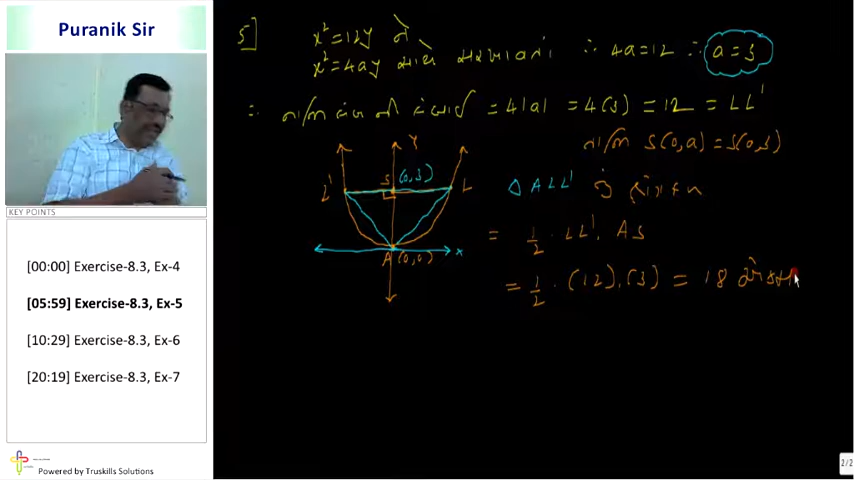 Puranik Sir
KEY POINTS
[00:00] Exercise-8.3, Ex-4
[05:59] Exercise-8.3, Ex-5
[10:29] Exercise-8.3, Ex-6
[20:19] Exercise-8.3, Ex-7
Powered by Truskills Solutions
5]
x²=12y ને
x²=4ay સાથે સરખાવતાં ∴ 4a=12 ∴ a=3
∴ નાભિલંબ ની લંબાઈ = 4|a| = 4(3) = 12 = LL'
નાભિ S(0,a) = S(0,3)
Y
L' S (0,3) L
x
A (0,0)
Δ ALL' નું ક્ષેત્રફળ
= 1/2 · LL' · AS
= 1/2 · (12) · (3) = 18
2/2